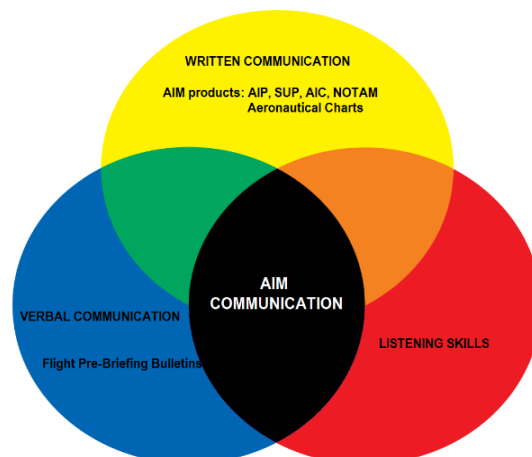 WRITTEN COMMUNICATION
AIM products: AIP, SUP, AIC, NOTAM
Aeronautical Charts
AIM
COMMUNICATION
VERBAL COMMUNICATION
Flight Pre-Briefing Bulletins
LISTENING SKILLS